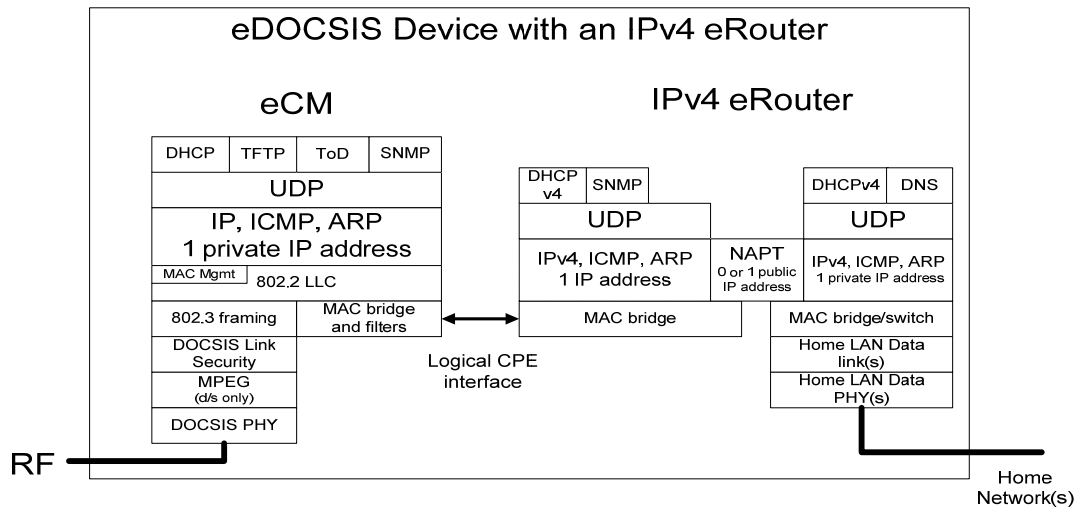 eDOCSIS Device with an IPv4 eRouter
eCM
DHCP
TFTP
ToD
SNMP
UDP
IP, ICMP, ARP
1 private IP address
MAC Mgmt
802.2 LLC
802.3 framing
MAC bridge
and filters
DOCSIS Link
Security
MPEG
(d/s only)
DOCSIS PHY
RF
Logical CPE
interface
IPv4 eRouter
DHCP
v4
SNMP
UDP
IPv4, ICMP, ARP
1 IP address
MAC bridge
NAPT
0 or 1 public
IP address
DHCPv4
DNS
UDP
IPv4, ICMP, ARP
1 private IP address
MAC bridge/switch
Home LAN Data
link(s)
Home LAN Data
PHY(s)
Home
Network(s)